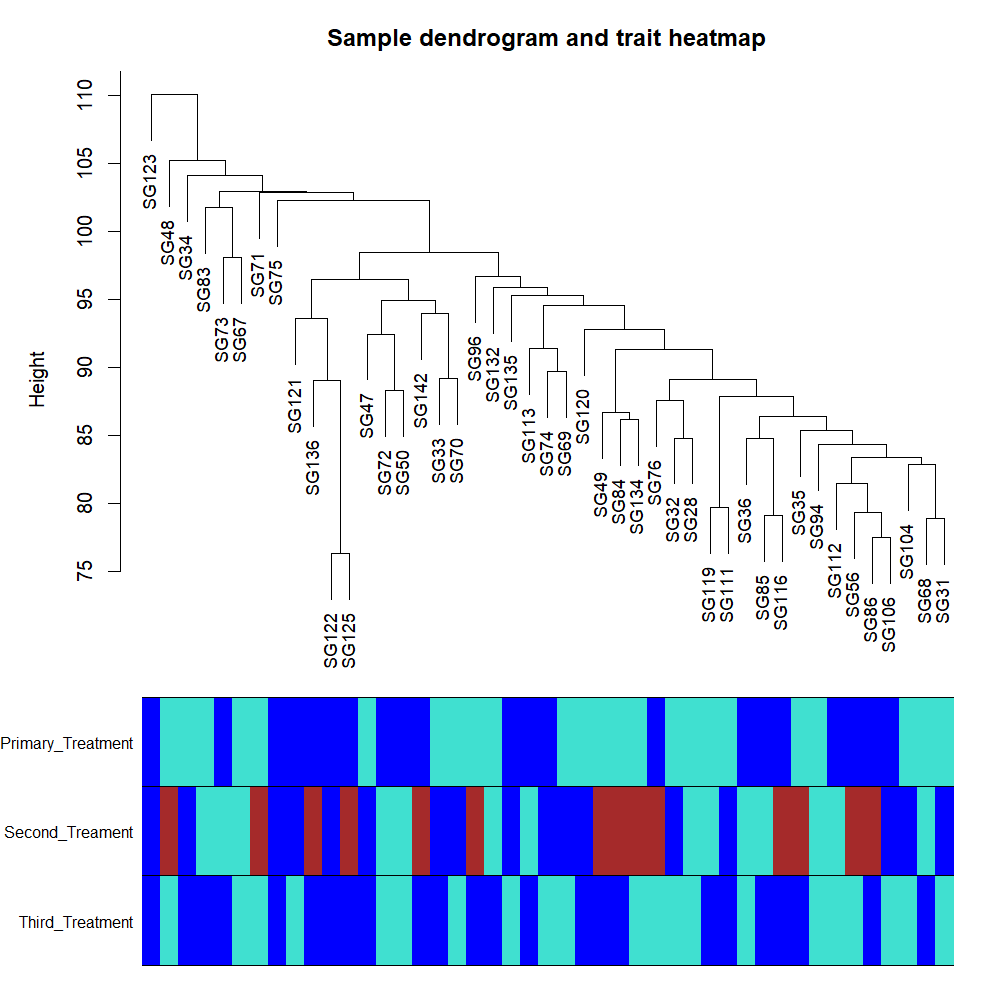 Sample dendrogram and trait heatmap
Height
110
105
100
95
90
85
80
75
SG123
SG48
SG34
SG83
SG73
SG67
SG71
SG75
SG121
SG136
SG122
SG125
SG47
SG72
SG50
SG142
SG33
SG70
SG96
SG132
SG135
SG113
SG74
SG69
SG120
SG49
SG84
SG134
SG76
SG32
SG28
SG119
SG111
SG36
SG85
SG116
SG35
SG94
SG112
SG56
SG86
SG106
SG104
SG68
SG31
Primary_Treatment
Second_Treament
Third_Treatment